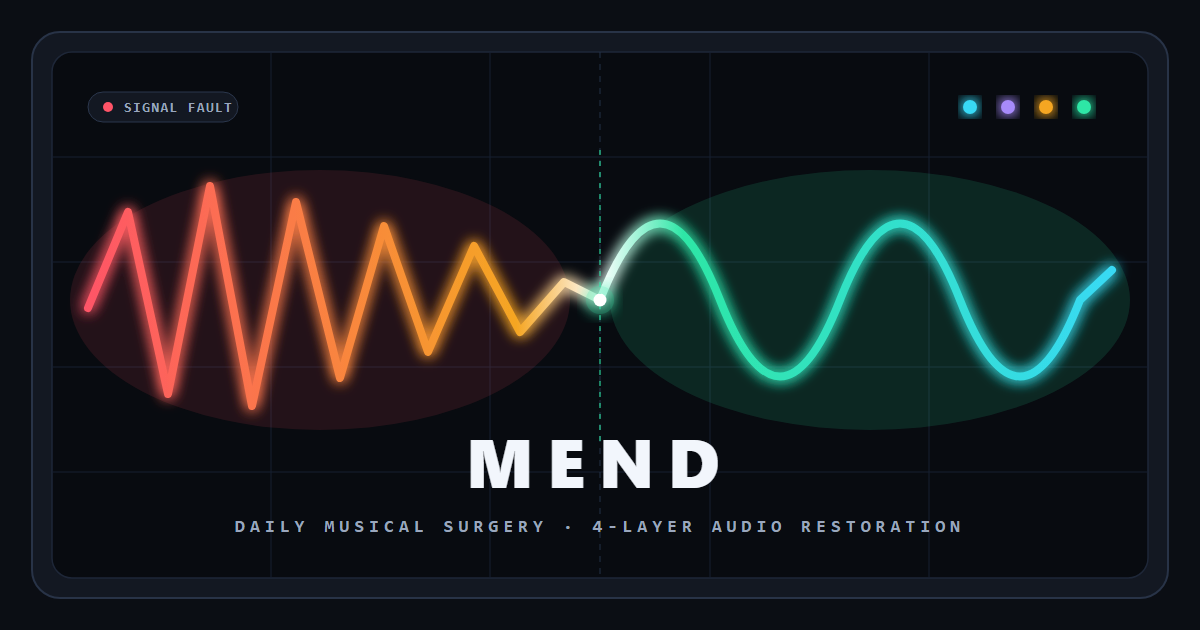 SIGNAL FAULT
MEND
DAILY MUSICAL SURGERY · 4-LAYER AUDIO RESTORATION